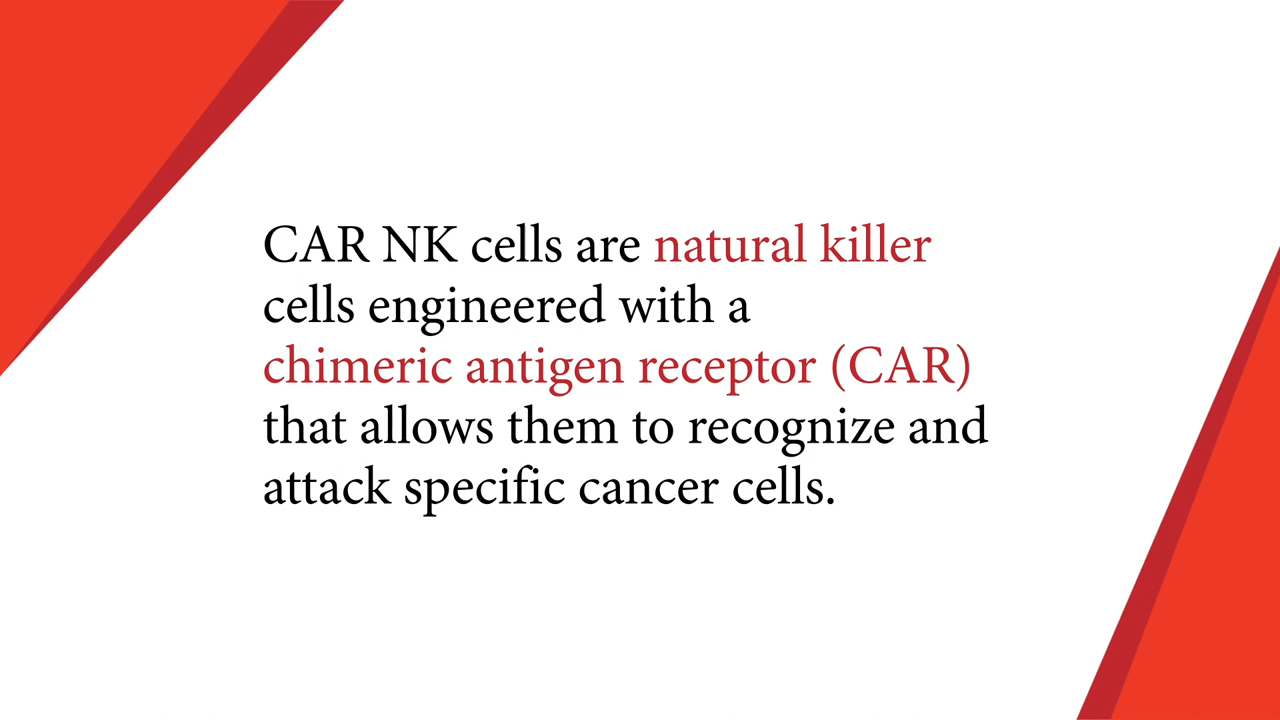 CAR NK cells are natural killer
cells engineered with a
chimeric antigen receptor (CAR)
that allows them to recognize and
attack specific cancer cells.